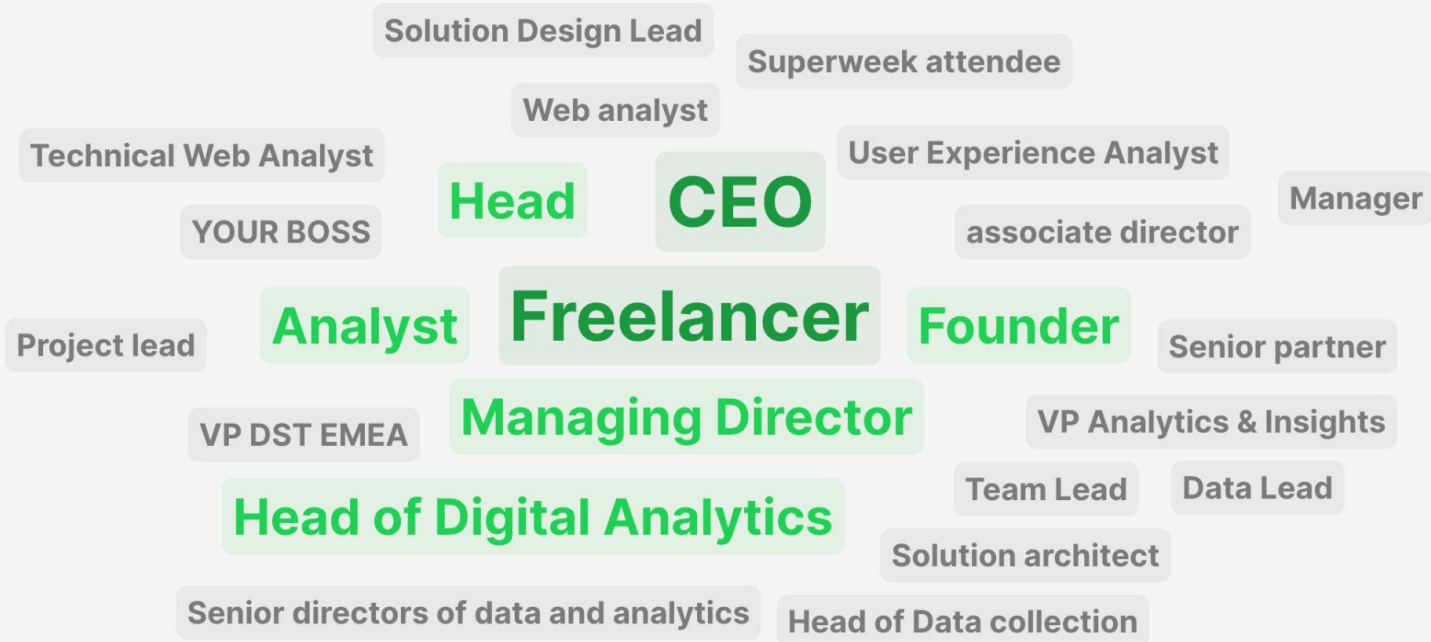 Solution Design Lead
Superweek attendee
Web analyst
Technical Web Analyst
User Experience Analyst
Head
CEO
Manager
YOUR BOSS
associate director
Analyst
Freelancer
Founder
Project lead
Senior partner
Managing Director
VP DST EMEA
VP Analytics & Insights
Team Lead
Data Lead
Head of Digital Analytics
Solution architect
Senior directors of data and analytics
Head of Data collection